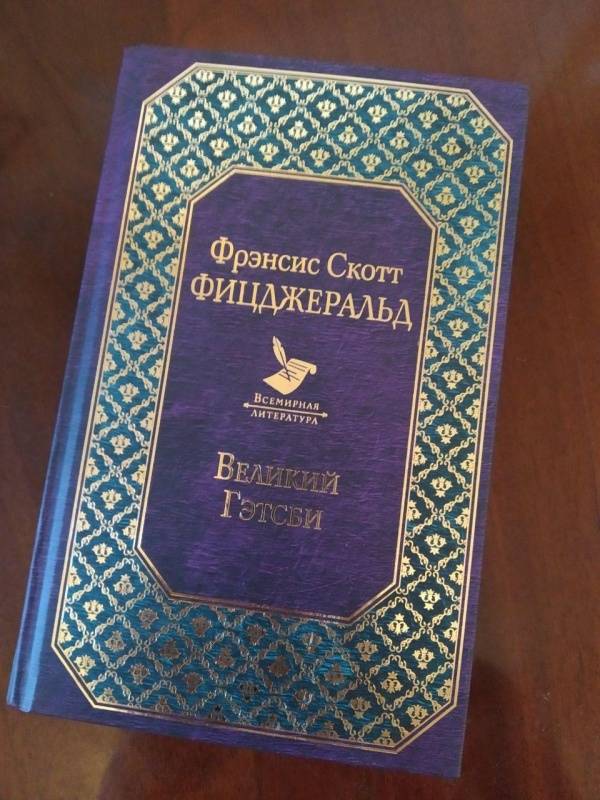 Фрэнсис Скотт
ФИЦДЖЕРАЛЬД
ВСЕМИРНАЯ
ЛИТЕРАТУРА
ВЕЛИКИЙ
ГЭТСБИ